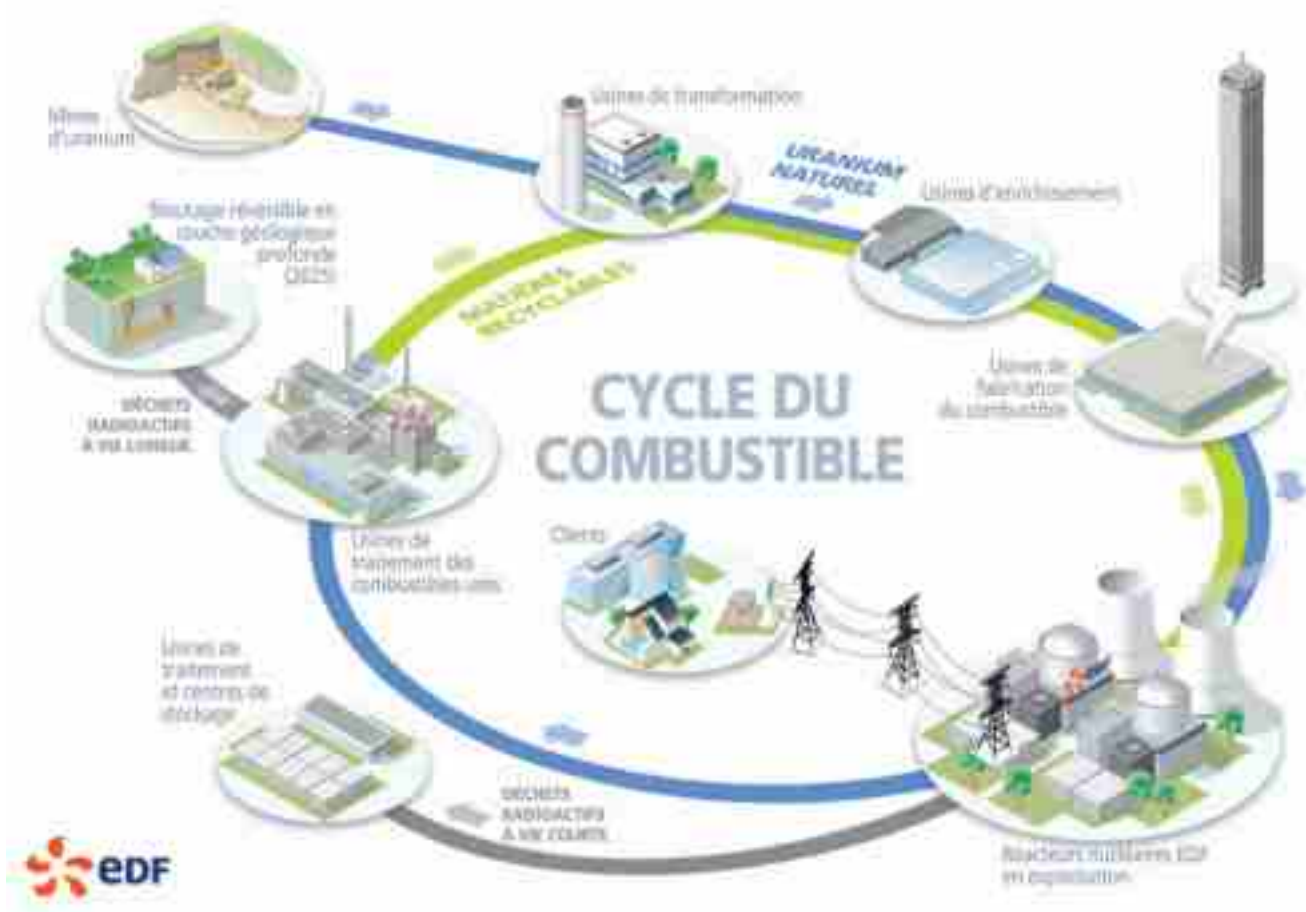 Mines
d'uranium
Usines de transformation
URANIUM
NATUREL
Usines d'enrichissement
Stockage réversible en
couche géologique
profonde
(2025)
MATIÈRES
RECYCLABLES
DÉCHETS
RADIOACTIFS
À VIE LONGUE
CYCLE DU
COMBUSTIBLE
Usines de
fabrication
du combustible
Usines de
traitement des
combustibles usés
Clients
Usines de
traitement
et centres de
stockage
DÉCHETS
RADIOACTIFS
À VIE COURTE
Réacteurs nucléaires EDF
en exploitation
eDF